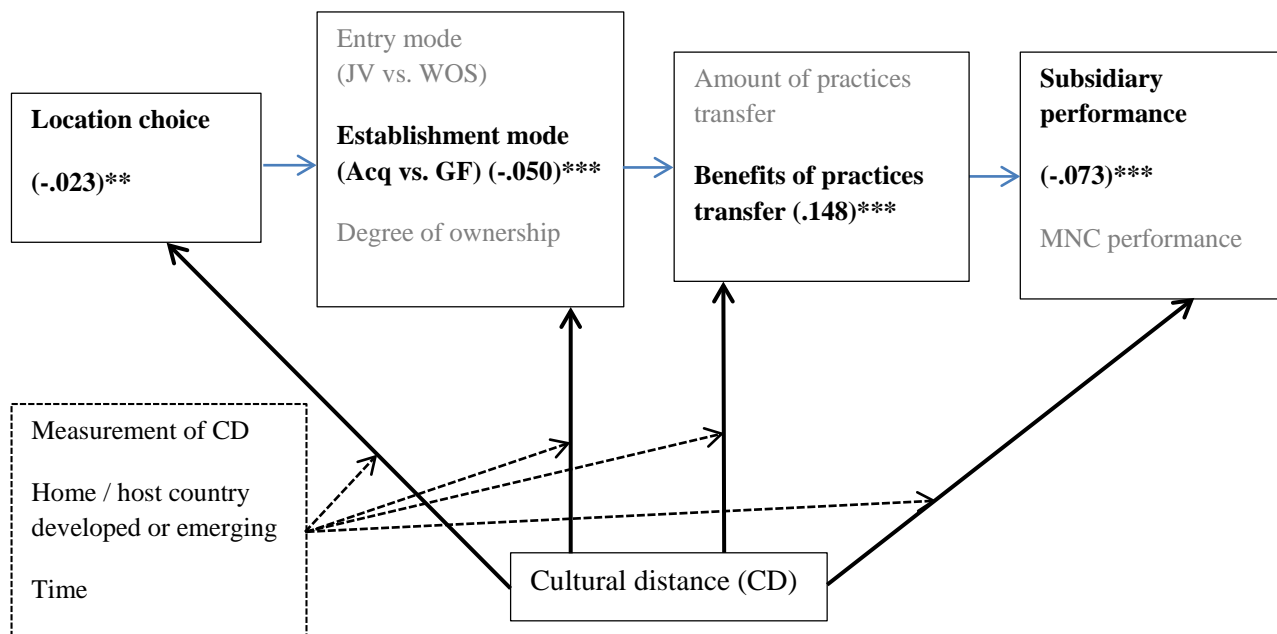 Location choice
(-.023)**
Entry mode
(JV vs. WOS)
Establishment mode
(Acq vs. GF) (-.050)***
Degree of ownership
Amount of practices
transfer
Benefits of practices
transfer (.148)***
Subsidiary
performance
(-.073)***
MNC performance
Measurement of CD
Home / host country
developed or emerging
Time
Cultural distance (CD)